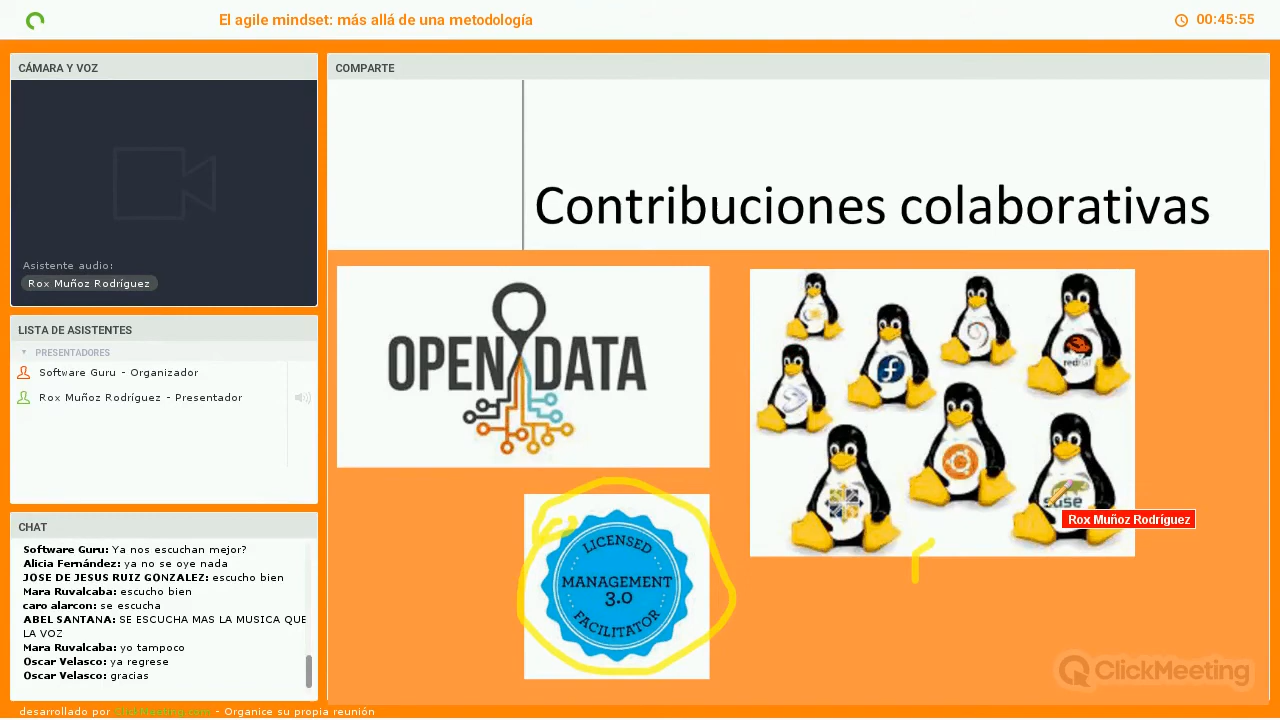 El agile mindset: más allá de una metodología
00:45:55
CÁMARA Y VOZ
Asistente audio:
Rox Muñoz Rodríguez
LISTA DE ASISTENTES
PRESENTADORES
Software Guru - Organizador
Rox Muñoz Rodríguez - Presentador
CHAT
Software Guru: Ya nos escuchan mejor?
Alicia Fernández: ya no se oye nada
JOSE DE JESUS RUIZ GONZALEZ: escucho bien
Mara Ruvalcaba: escucho bien
caro alarcon: se escucha
ABEL SANTANA: SE ESCUCHA MAS LA MUSICA QUE
LA VOZ
Mara Ruvalcaba: yo tampoco
Oscar Velasco: ya regrese
Oscar Velasco: gracias
COMPARTE
Contribuciones colaborativas
OPEN DATA
redhat
suse
Rox Muñoz Rodríguez
LICENSED
MANAGEMENT
3.0
FACILITATOR
ClickMeeting
desarrollado por ClickMeeting.com - Organice su propia reunión